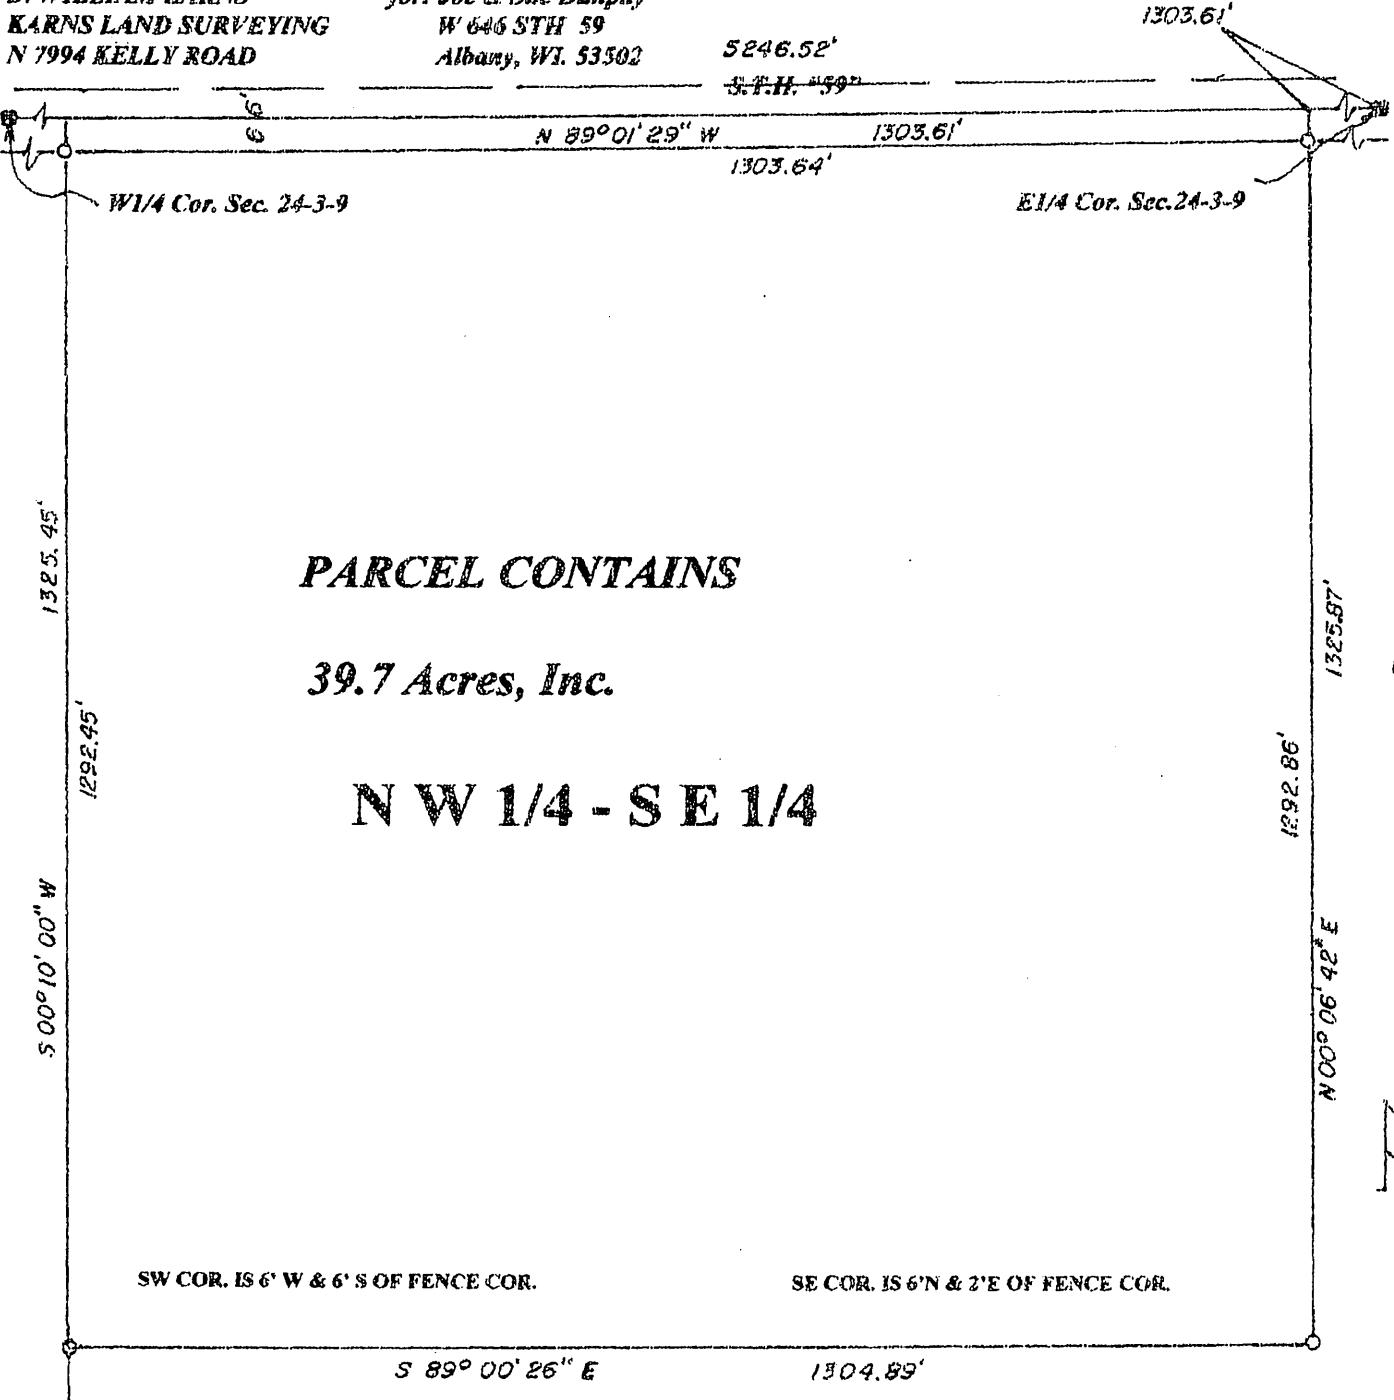 KARNS LAND SURVEYING
N 7994 KELLY ROAD
W 646 STH 59
Albany, WI. 53502
5246.52'
1303.61'
S.T.H. "59"
66'
N 89°01'29" W 1303.61'
1303.64'
W1/4 Cor. Sec. 24-3-9
E1/4 Cor. Sec.24-3-9
1325.45'
1292.45'
S 00°10'00" W
PARCEL CONTAINS
39.7 Acres, Inc.
N W 1/4 - S E 1/4
1325.87'
1292.86'
N 00°06'42" E
SW COR. IS 6' W & 6' S OF FENCE COR.
SE COR. IS 6'N & 2'E OF FENCE COR.
S 89°00'26" E 1304.89'